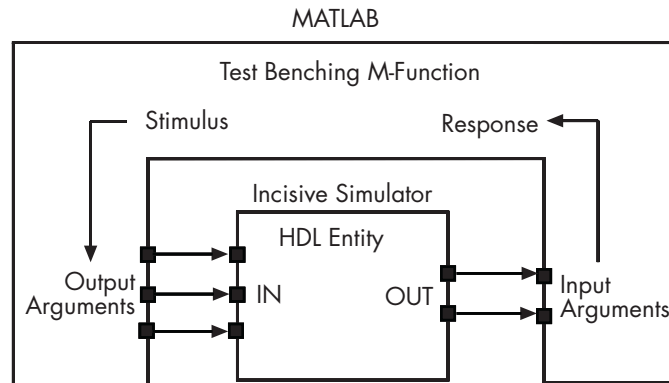 MATLAB
Test Benching M-Function
Stimulus
Response
Incisive Simulator
HDL Entity
Output
Arguments
IN
OUT
Input
Arguments